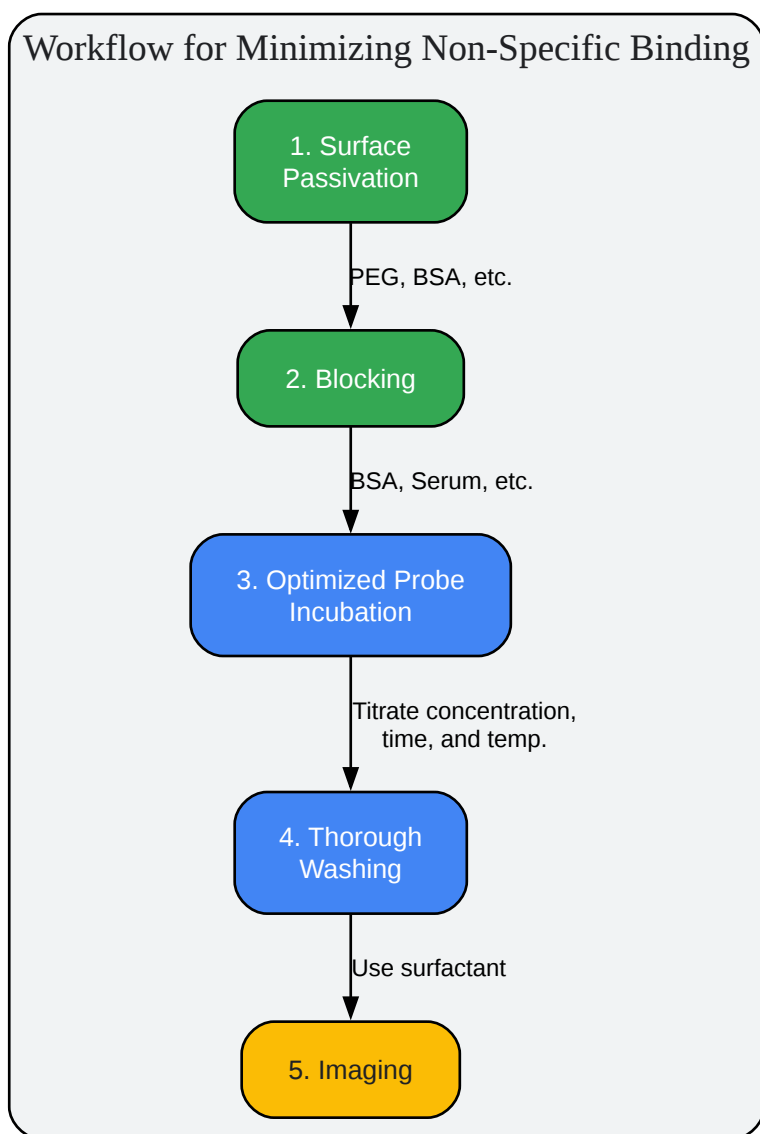 Workflow for Minimizing Non-Specific Binding
1. Surface
Passivation
PEG, BSA, etc.
2. Blocking
BSA, Serum, etc.
3. Optimized Probe
Incubation
Titrate concentration,
time, and temp.
4. Thorough
Washing
Use surfactant
5. Imaging